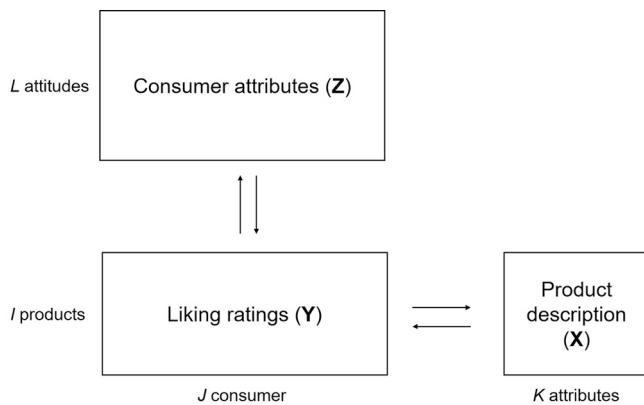 L attitudes
Consumer attributes (Z)
I products
Liking ratings (Y)
Product
description
(X)
J consumer
K attributes